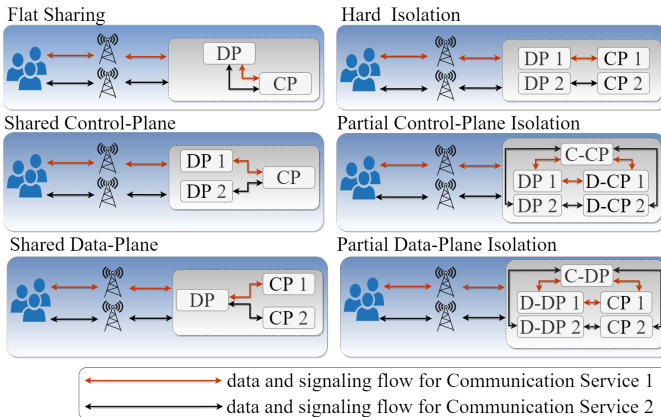 Flat Sharing
DP
CP
Hard Isolation
DP 1
CP 1
DP 2
CP 2
Shared Control-Plane
DP 1
CP
DP 2
Partial Control-Plane Isolation
C-CP
DP 1
D-CP 1
DP 2
D-CP 2
Shared Data-Plane
CP 1
DP
CP 2
Partial Data-Plane Isolation
C-DP
D-DP 1
CP 1
D-DP 2
CP 2
data and signaling flow for Communication Service 1
data and signaling flow for Communication Service 2